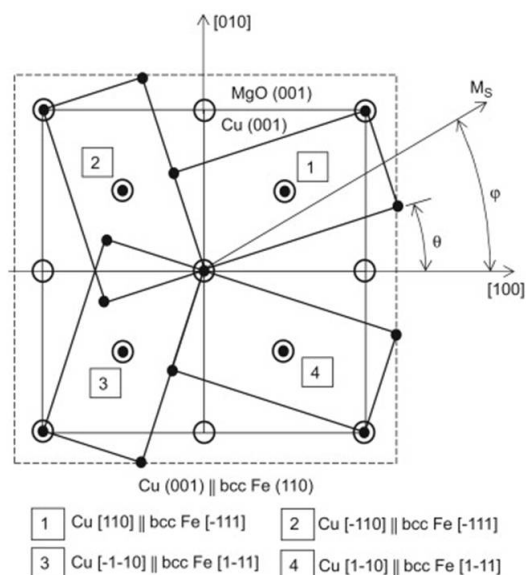 [010]
MgO (001)
M_S
Cu (001)
2
1
φ
θ
[100]
3
4
Cu (001) || bcc Fe (110)
1 Cu [110] || bcc Fe [-111]
2 Cu [-110] || bcc Fe [-111]
3 Cu [-1-10] || bcc Fe [1-11]
4 Cu [1-10] || bcc Fe [1-11]